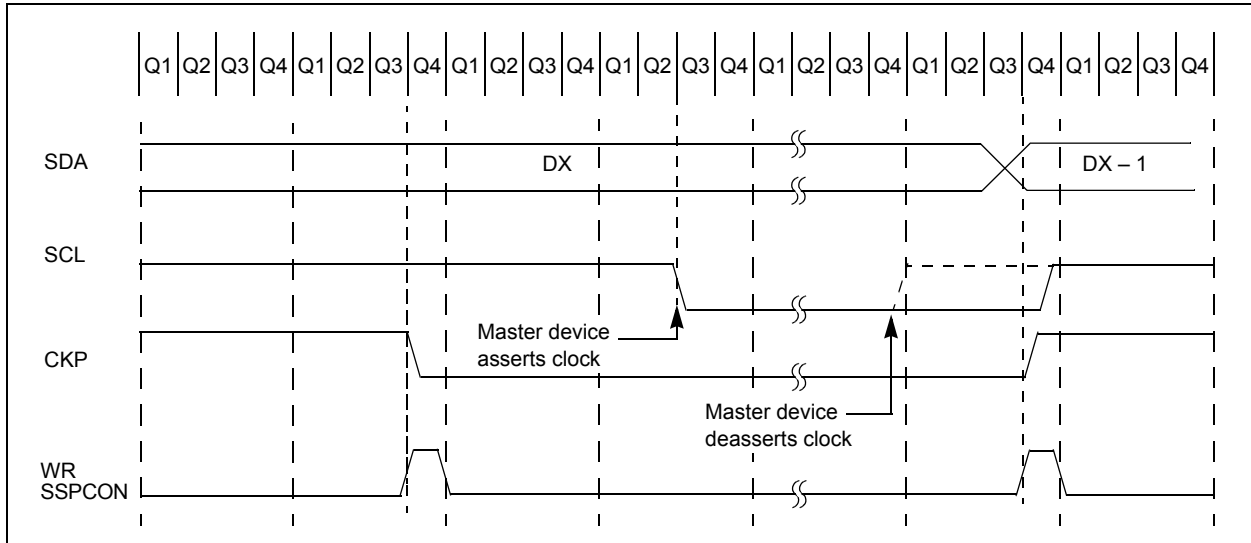 Q1 Q2 Q3 Q4 Q1 Q2 Q3 Q4 Q1 Q2 Q3 Q4 Q1 Q2 Q3 Q4 Q1 Q2 Q3 Q4 Q1 Q2 Q3 Q4 Q1 Q2 Q3 Q4
SDA
DX
DX – 1
SCL
Master device
asserts clock
CKP
Master device
deasserts clock
WR
SSPCON